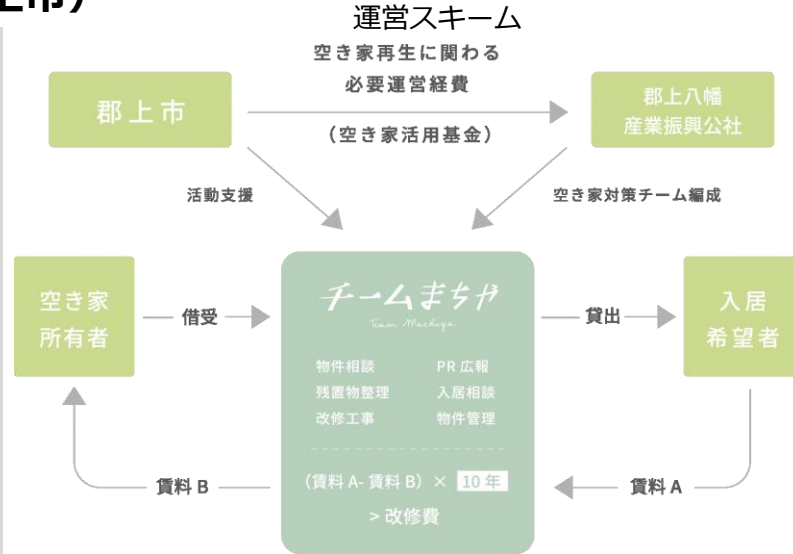 上市）
運営スキーム
空き家再生に関わる
必要運営経費
（空き家活用基金）
郡上市
郡上八幡
産業振興公社
活動支援
空き家対策チーム編成
空き家
所有者
借受
チームまちや
Team Machiya
物件相談 PR 広報
残置物整理 入居相談
改修工事 物件管理
（賃料 A- 賃料 B）× 10 年
> 改修費
貸出
入居
希望者
賃料 B
賃料 A